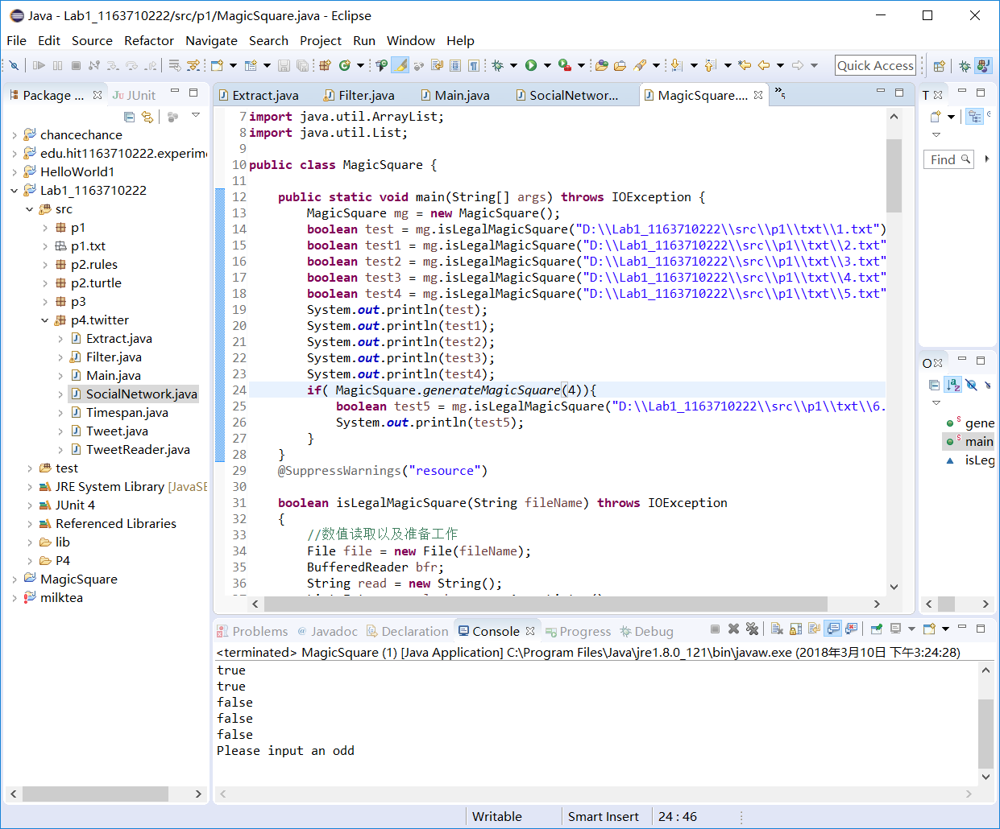 Java - Lab1_1163710222/src/p1/MagicSquare.java - Eclipse
File Edit Source Refactor Navigate Search Project Run Window Help
Quick Access
Package ...
JUnit
chancechance
edu.hit1163710222.experime
HelloWorld1
Lab1_1163710222
src
p1
p1.txt
p2.rules
p2.turtle
p3
p4.twitter
Extract.java
Filter.java
Main.java
SocialNetwork.java
Timespan.java
Tweet.java
TweetReader.java
test
JRE System Library [JavaSE
JUnit 4
Referenced Libraries
lib
P4
MagicSquare
milktea
Extract.java Filter.java Main.java SocialNetwor... MagicSquare.... »5
7 import java.util.ArrayList;
8 import java.util.List;
9
10 public class MagicSquare {
11
12 public static void main(String[] args) throws IOException {
13 MagicSquare mg = new MagicSquare();
14 boolean test = mg.isLegalMagicSquare("D:\\Lab1_1163710222\\src\\p1\\txt\\1.txt")
15 boolean test1 = mg.isLegalMagicSquare("D:\\Lab1_1163710222\\src\\p1\\txt\\2.txt"
16 boolean test2 = mg.isLegalMagicSquare("D:\\Lab1_1163710222\\src\\p1\\txt\\3.txt"
17 boolean test3 = mg.isLegalMagicSquare("D:\\Lab1_1163710222\\src\\p1\\txt\\4.txt"
18 boolean test4 = mg.isLegalMagicSquare("D:\\Lab1_1163710222\\src\\p1\\txt\\5.txt"
19 System.out.println(test);
20 System.out.println(test1);
21 System.out.println(test2);
22 System.out.println(test3);
23 System.out.println(test4);
24 if( MagicSquare.generateMagicSquare(4)){
25 boolean test5 = mg.isLegalMagicSquare("D:\\Lab1_1163710222\\src\\p1\\txt\\6.
26 System.out.println(test5);
27 }
28 }
29 @SuppressWarnings("resource")
30
31 boolean isLegalMagicSquare(String fileName) throws IOException
32 {
33 //数值读取以及准备工作
34 File file = new File(fileName);
35 BufferedReader bfr;
36 String read = new String();
T
Find
O
gene
main
isLeg
Problems Javadoc Declaration Console Progress Debug
<terminated> MagicSquare (1) [Java Application] C:\Program Files\Java\jre1.8.0_121\bin\javaw.exe (2018年3月10日 下午3:24:28)
true
true
false
false
false
Please input an odd
Writable Smart Insert 24 : 46